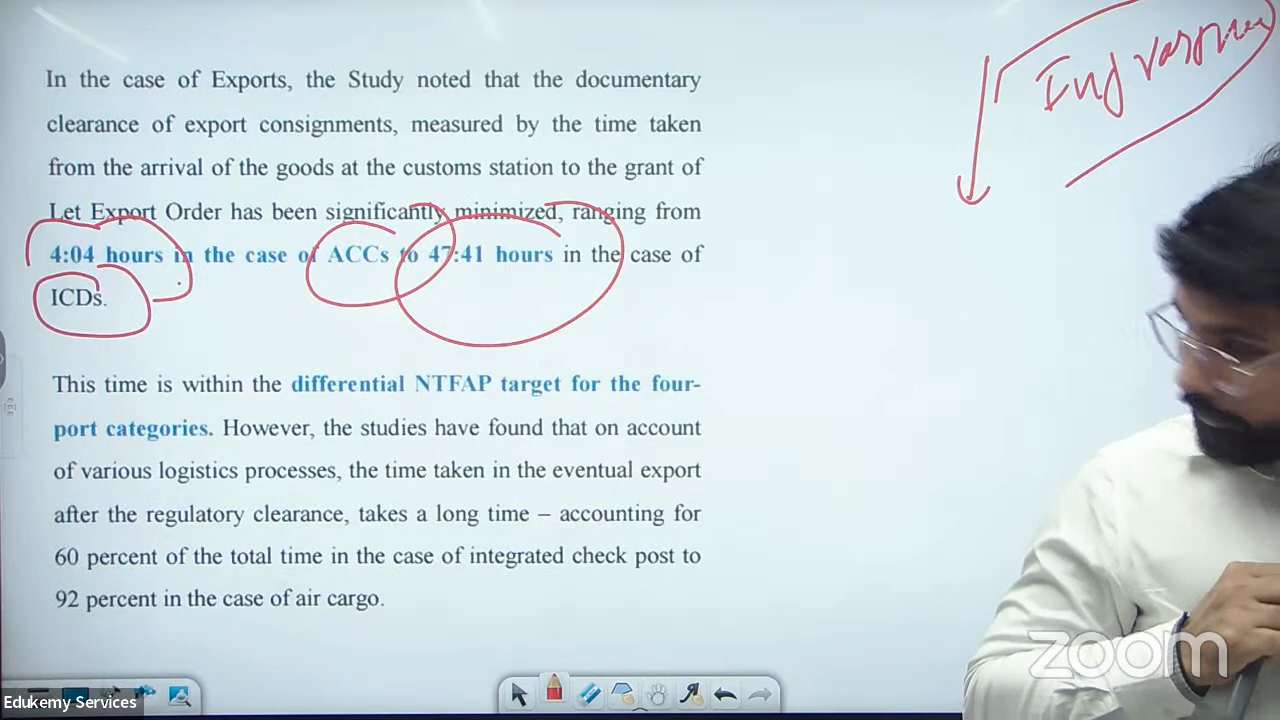 In the case of Exports, the Study noted that the documentary
clearance of export consignments, measured by the time taken
from the arrival of the goods at the customs station to the grant of
Let Export Order has been significantly minimized, ranging from
4:04 hours in the case of ACCs to 47:41 hours in the case of
ICDs.
This time is within the differential NTFAP target for the four-
port categories. However, the studies have found that on account
of various logistics processes, the time taken in the eventual export
after the regulatory clearance, takes a long time – accounting for
60 percent of the total time in the case of integrated check post to
92 percent in the case of air cargo.
zoom
Edukemy Services